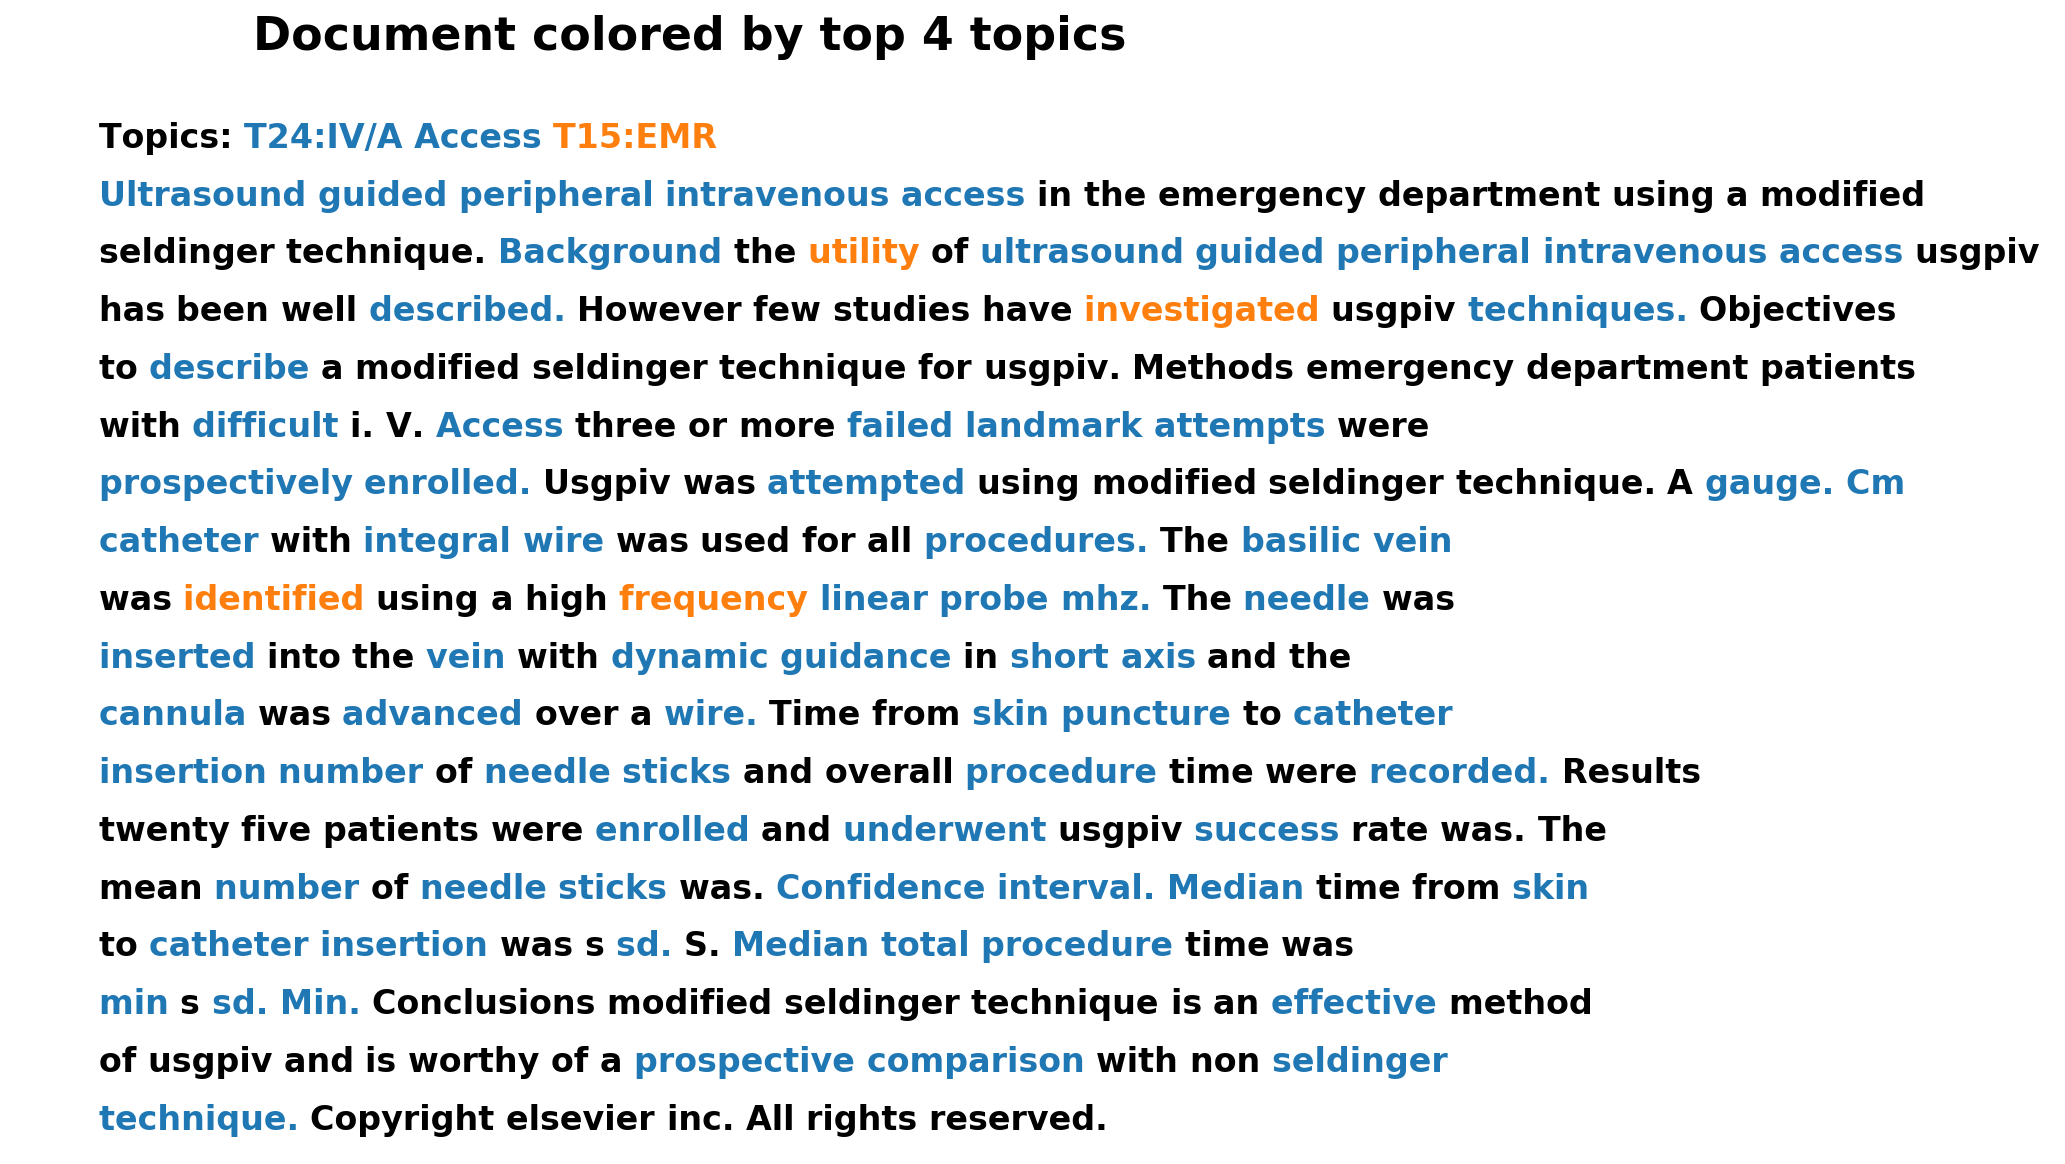 Document colored by top 4 topics
Topics: T24:IV/A Access T15:EMR
Ultrasound guided peripheral intravenous access in the emergency department using a modified
seldinger technique. Background the utility of ultrasound guided peripheral intravenous access usgpiv
has been well described. However few studies have investigated usgpiv techniques. Objectives
to describe a modified seldinger technique for usgpiv. Methods emergency department patients
with difficult i. V. Access three or more failed landmark attempts were
prospectively enrolled. Usgpiv was attempted using modified seldinger technique. A gauge. Cm
catheter with integral wire was used for all procedures. The basilic vein
was identified using a high frequency linear probe mhz. The needle was
inserted into the vein with dynamic guidance in short axis and the
cannula was advanced over a wire. Time from skin puncture to catheter
insertion number of needle sticks and overall procedure time were recorded. Results
twenty five patients were enrolled and underwent usgpiv success rate was. The
mean number of needle sticks was. Confidence interval. Median time from skin
to catheter insertion was s sd. S. Median total procedure time was
min s sd. Min. Conclusions modified seldinger technique is an effective method
of usgpiv and is worthy of a prospective comparison with non seldinger
technique. Copyright elsevier inc. All rights reserved.